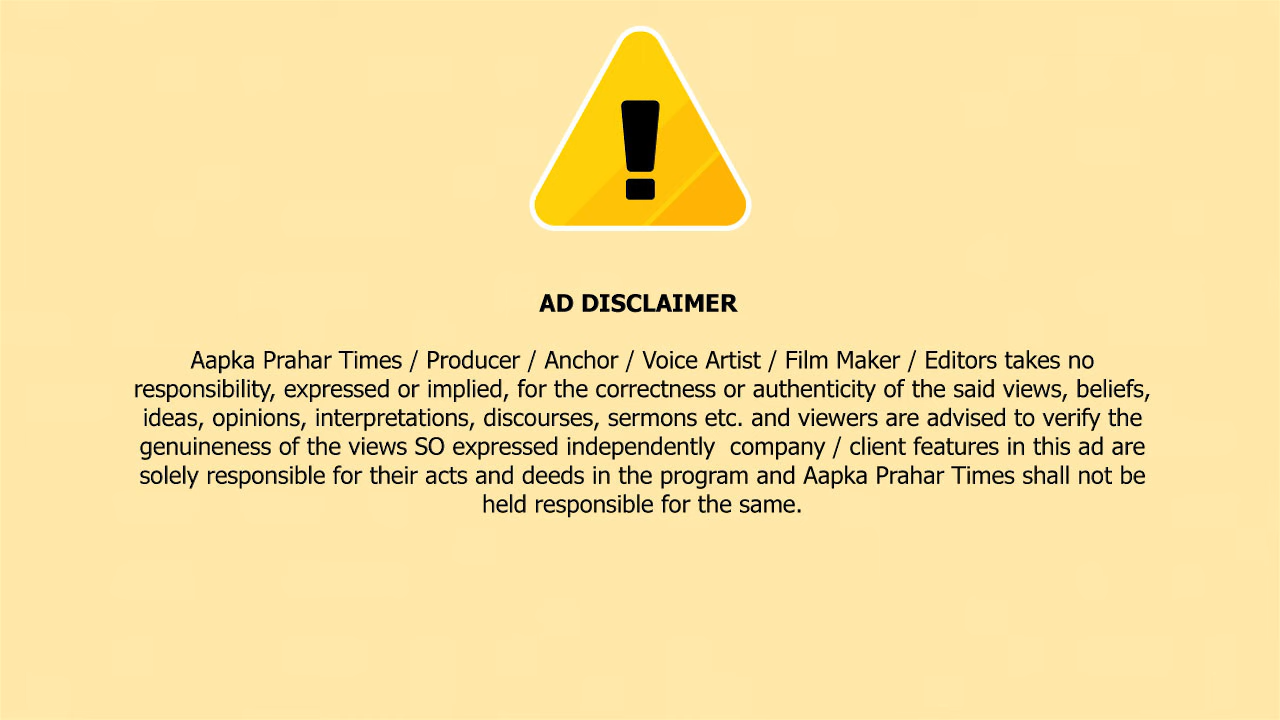 AD DISCLAIMER
Aapka Prahar Times / Producer / Anchor / Voice Artist / Film Maker / Editors takes no
responsibility, expressed or implied, for the correctness or authenticity of the said views, beliefs,
ideas, opinions, interpretations, discourses, sermons etc. and viewers are advised to verify the
genuineness of the views SO expressed independently  company / client features in this ad are
solely responsible for their acts and deeds in the program and Aapka Prahar Times shall not be
held responsible for the same.